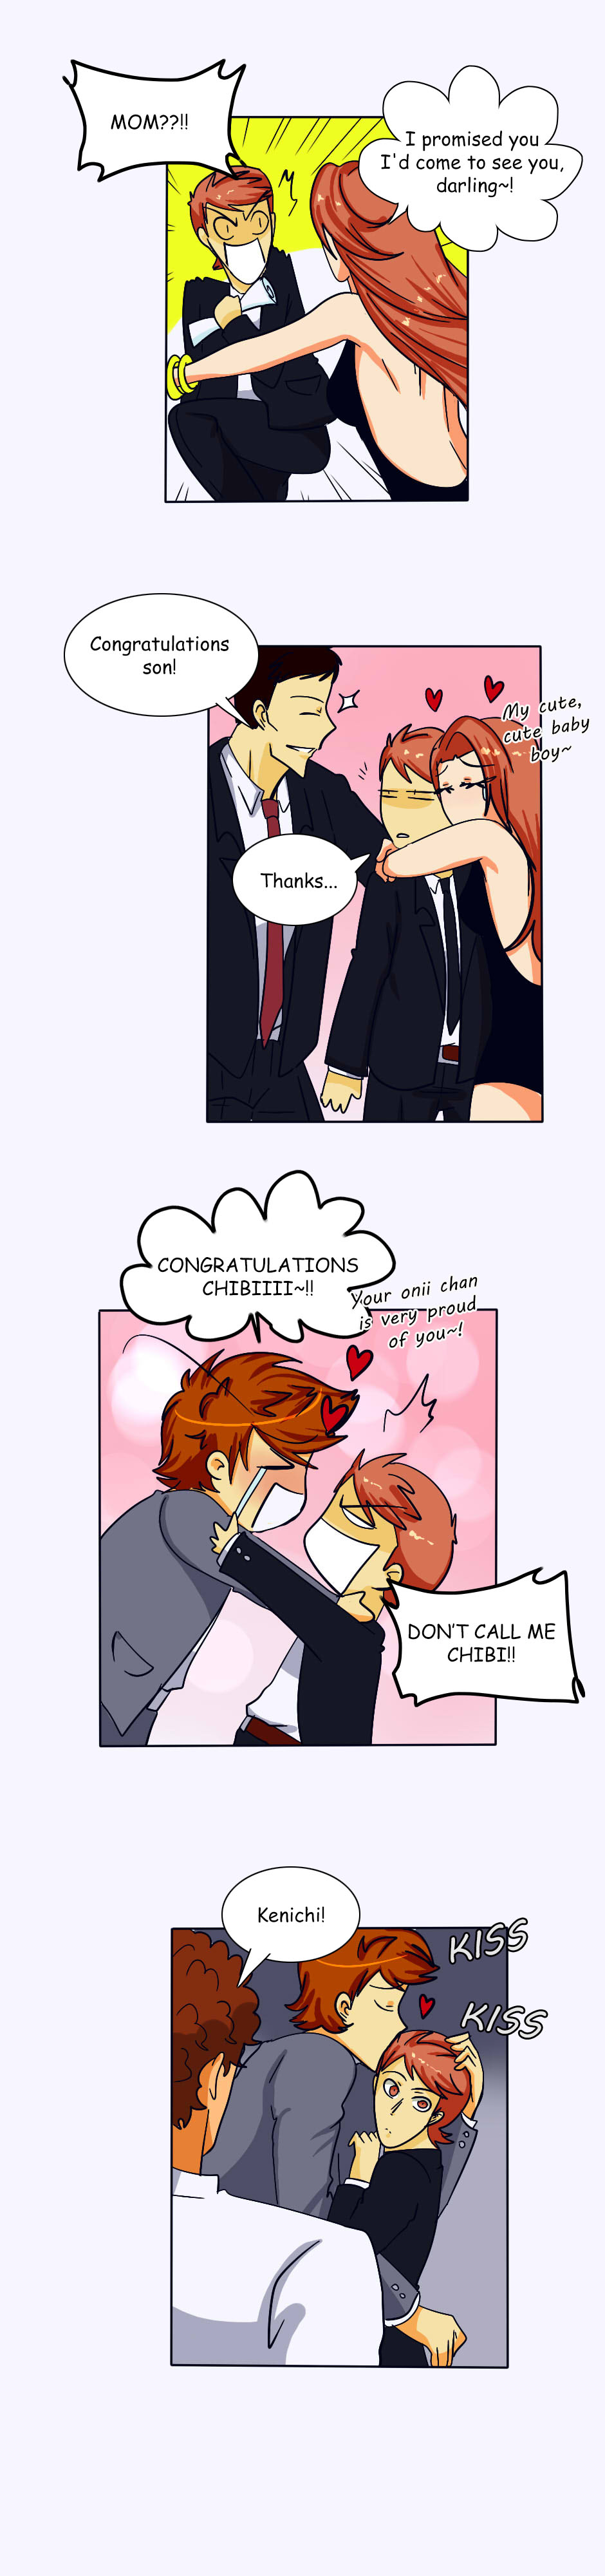 MOM??!!
I promised you
I'd come to see you,
darling~!
Congratulations
son!
My cute,
cute baby
boy~
Thanks...
CONGRATULATIONS
CHIBIIII~!!
Your onii chan
is very proud
of you~!
DON'T CALL ME
CHIBI!!
Kenichi!
KISS
KISS